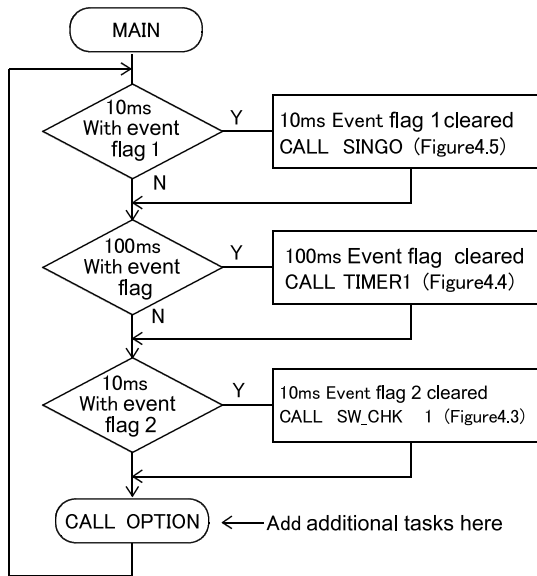 MAIN
10ms
With event
flag 1
Y
10ms Event flag 1 cleared
CALL SINGO (Figure4.5)
N
100ms
With event
flag
Y
100ms Event flag cleared
CALL TIMER1 (Figure4.4)
N
10ms
With event
flag 2
Y
10ms Event flag 2 cleared
CALL SW_CHK 1 (Figure4.3)
CALL OPTION
Add additional tasks here